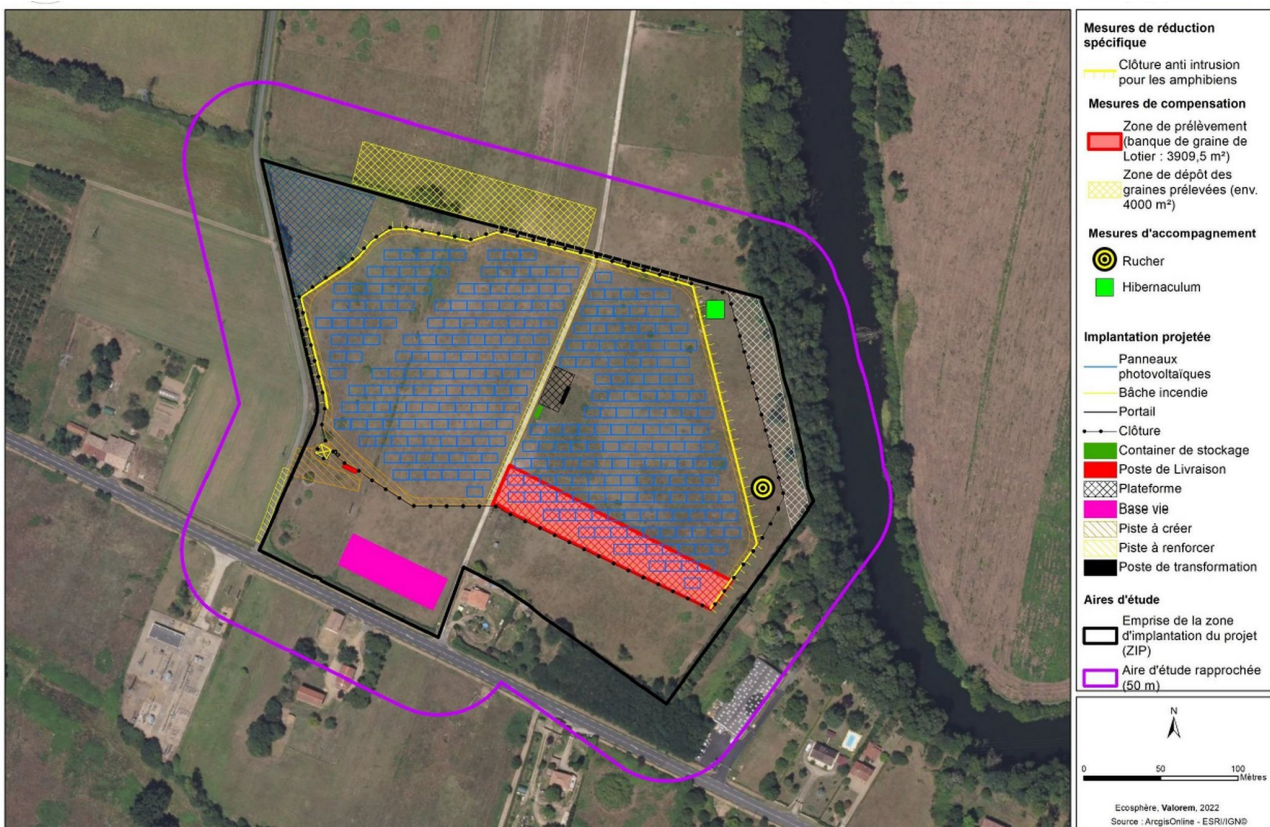 Mesures de réduction
spécifique
Clôture anti intrusion
pour les amphibiens
Mesures de compensation
Zone de prélèvement
(banque de graine de
Lotier : 3909,5 m²)
Zone de dépôt des
graines prélevées (env.
4000 m²)
Mesures d'accompagnement
Rucher
Hibernaculum
Implantation projetée
Panneaux
photovoltaïques
Bâche incendie
Portail
Clôture
Container de stockage
Poste de Livraison
Plateforme
Base vie
Piste à créer
Piste à renforcer
Poste de transformation
Aires d'étude
Emprise de la zone
d'implantation du projet
(ZIP)
Aire d'étude rapprochée
(50 m)
N
0 50 100
Mètres
Ecosphère, Valorem, 2022
Source : ArcgisOnline - ESRI/IGN©